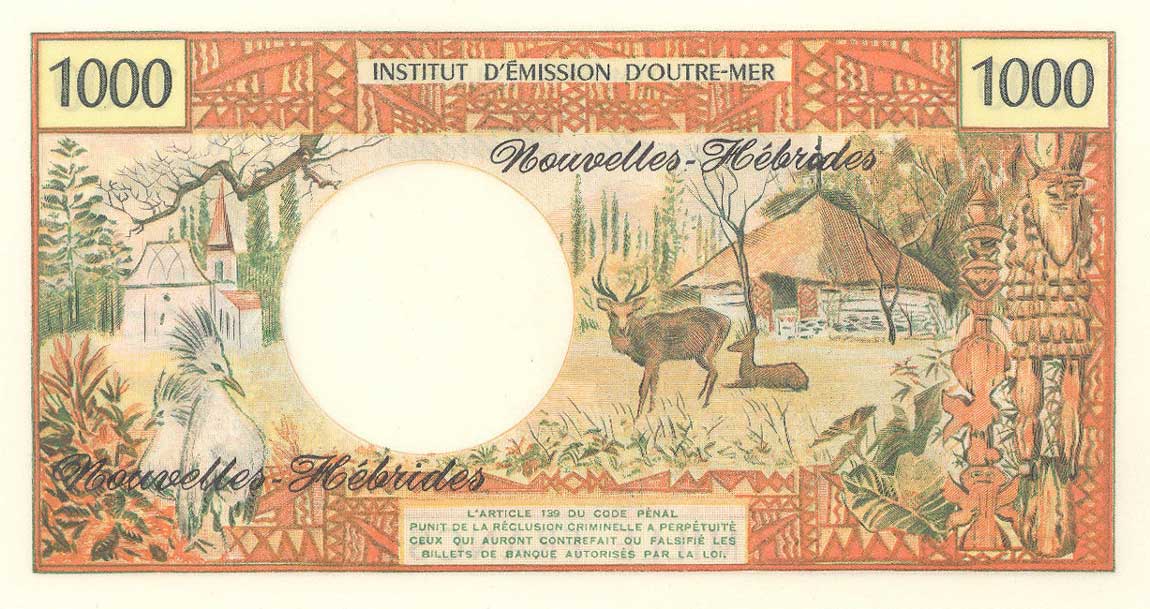 1000
INSTITUT D'ÉMISSION D'OUTRE-MER
1000
Nouvelles-Hébrides
Nouvelles-Hébrides
L'ARTICLE 139 DU CODE PÉNAL
PUNIT DE LA RÉCLUSION CRIMINELLE A PERPÉTUITÉ
CEUX QUI AURONT CONTREFAIT OU FALSIFIÉ LES
BILLETS DE BANQUE AUTORISÉS PAR LA LOI.